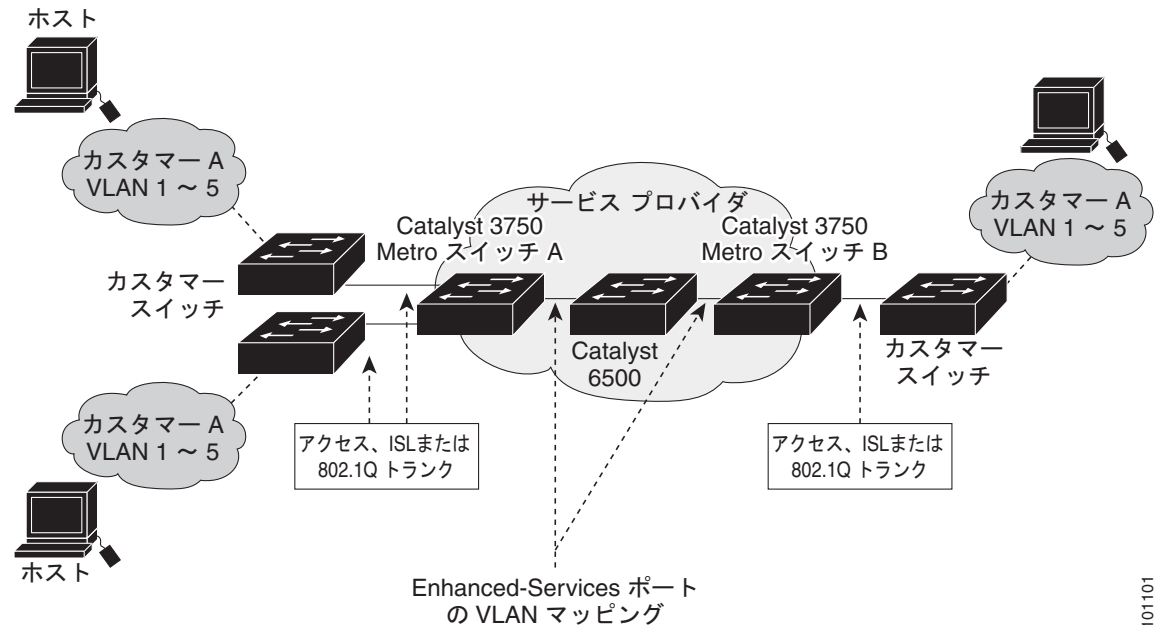 ホスト
カスタマー A
VLAN 1 ～ 5
サービス プロバイダ
カスタマー A
VLAN 1 ～ 5
Catalyst 3750
Metro スイッチ A
Catalyst 3750
Metro スイッチ B
カスタマー
スイッチ
Catalyst
6500
カスタマー
スイッチ
カスタマー A
VLAN 1 ～ 5
アクセス、ISLまたは
802.1Q トランク
アクセス、ISLまたは
802.1Q トランク
ホスト
Enhanced-Services ポート
の VLAN マッピング
101101